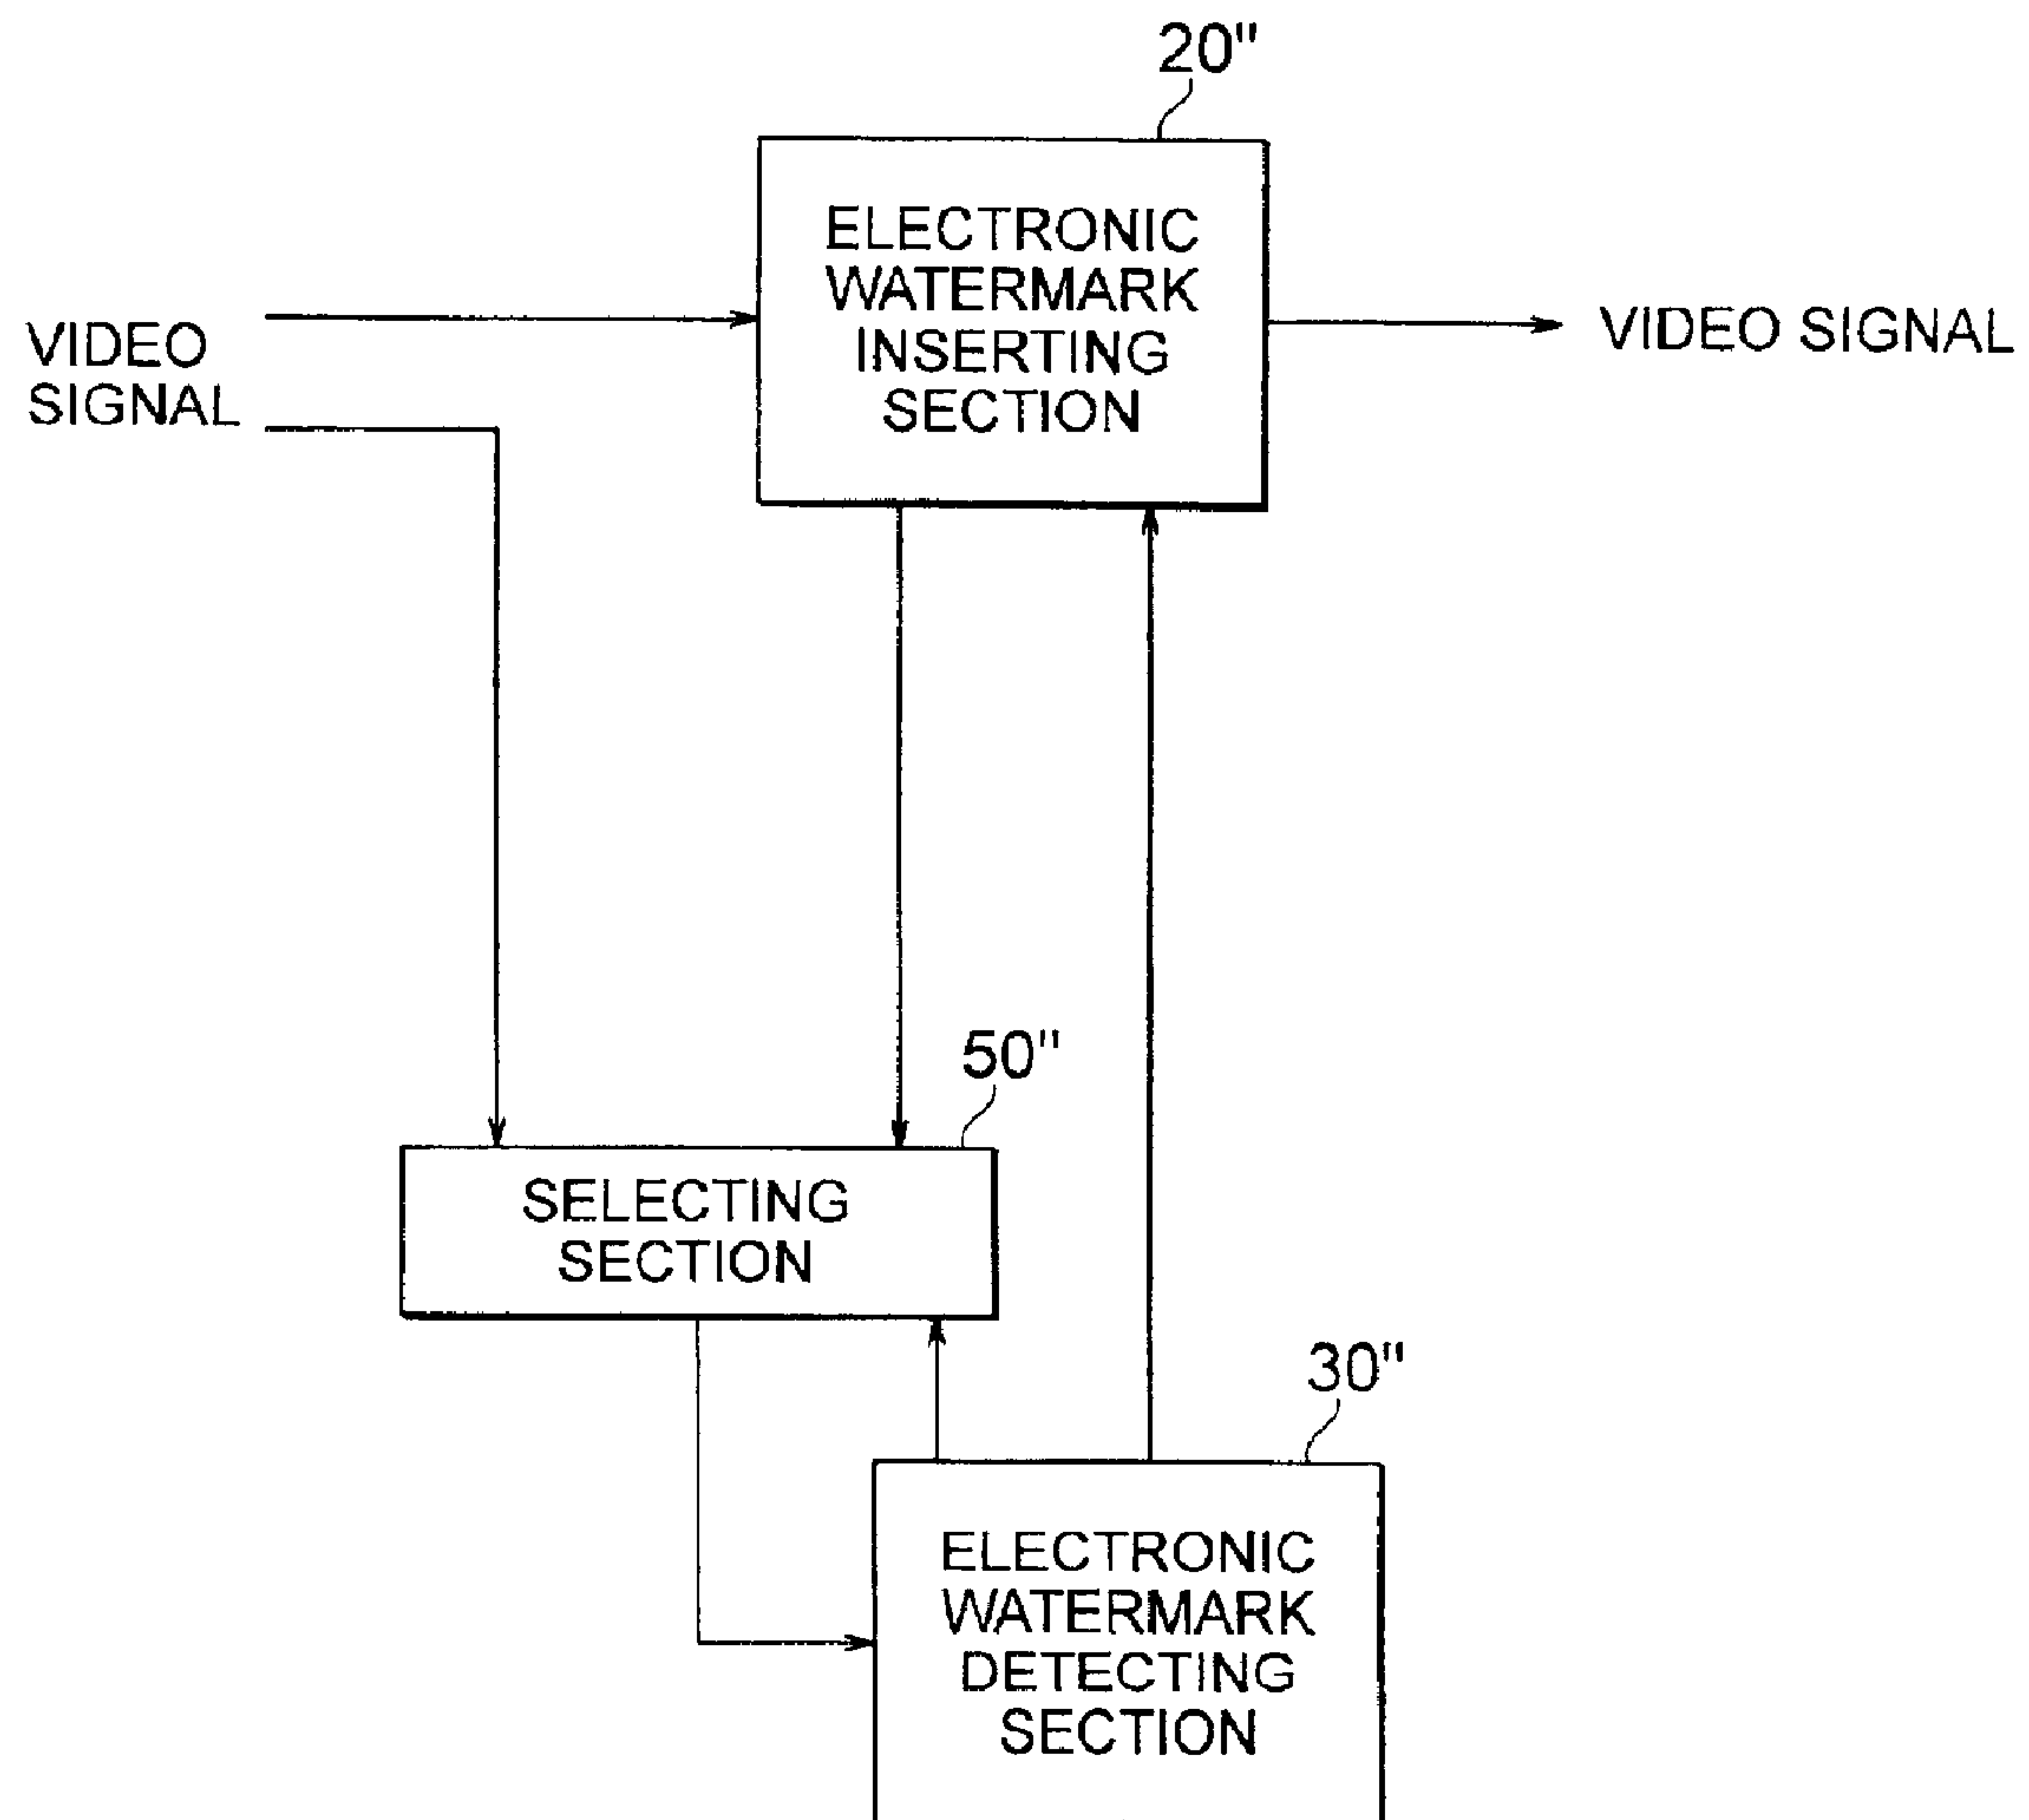 20"
ELECTRONIC
WATERMARK
INSERTING
SECTION
VIDEO
SIGNAL
VIDEO SIGNAL
50"
SELECTING
SECTION
30"
ELECTRONIC
WATERMARK
DETECTING
SECTION